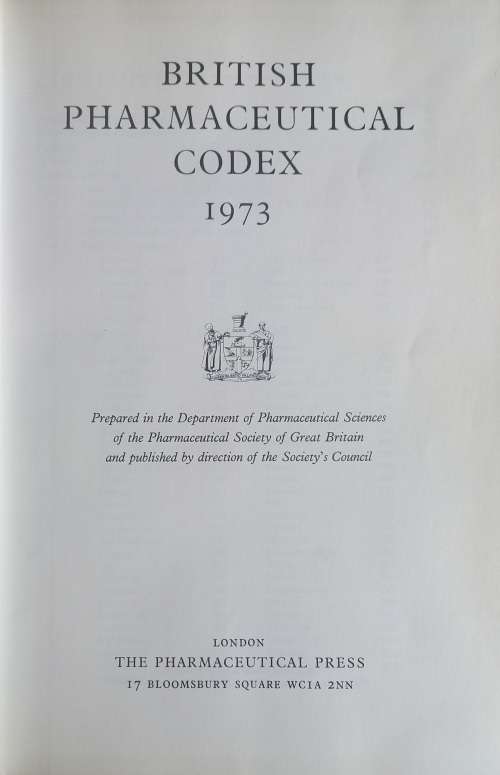 BRITISH
PHARMACEUTICAL
CODEX
1973
Prepared in the Department of Pharmaceutical Sciences
of the Pharmaceutical Society of Great Britain
and published by direction of the Society's Council
LONDON
THE PHARMACEUTICAL PRESS
17 BLOOMSBURY SQUARE WC1A 2NN